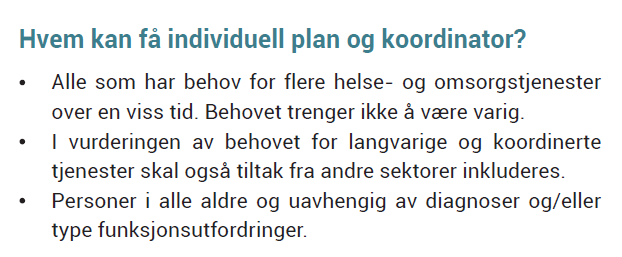 Hvem kan få individuell plan og koordinator?
• Alle som har behov for flere helse- og omsorgstjenester
over en viss tid. Behovet trenger ikke å være varig.
• I vurderingen av behovet for langvarige og koordinerte
tjenester skal også tiltak fra andre sektorer inkluderes.
• Personer i alle aldre og uavhengig av diagnoser og/eller
type funksjonsutfordringer.